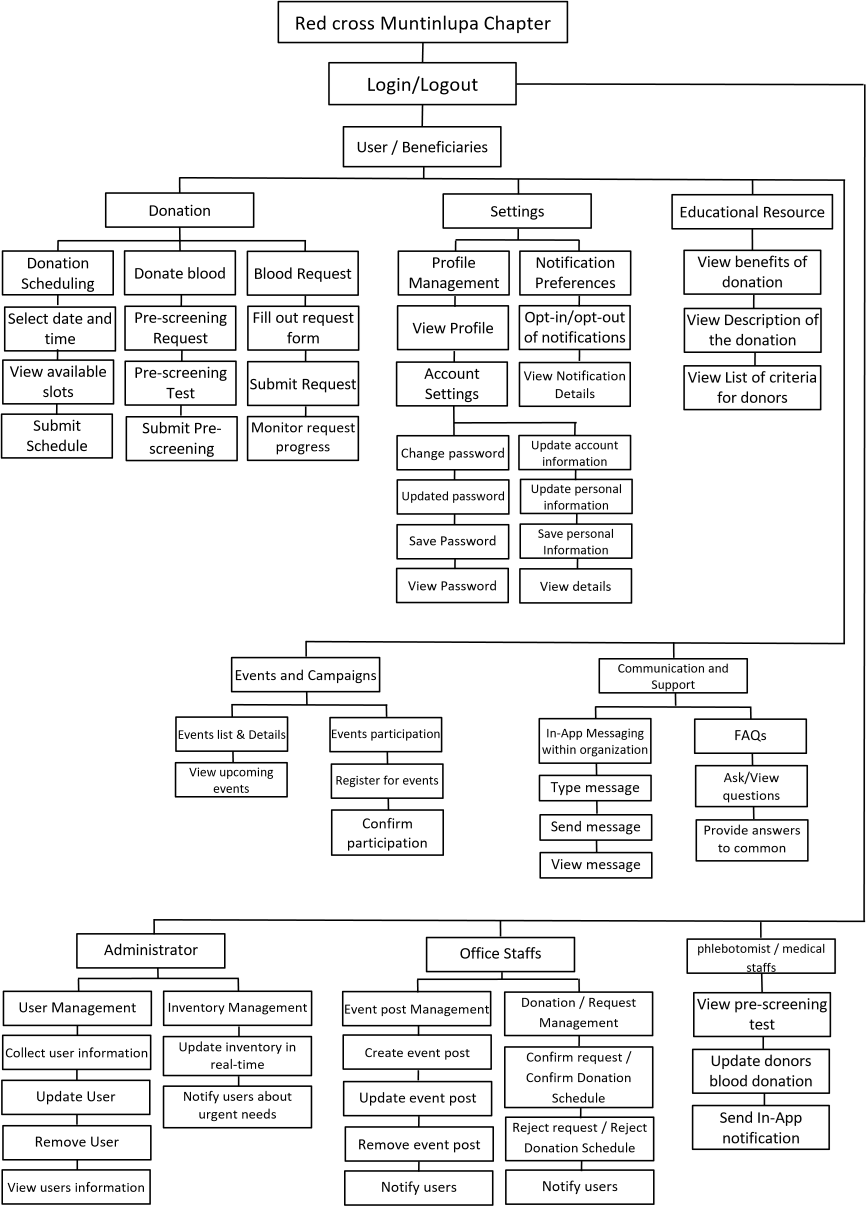 Red cross Muntinlupa Chapter
Login/Logout
User / Beneficiaries
Donation
Settings
Educational Resource
Donation
Scheduling
Donate blood
Blood Request
Profile
Management
Notification
Preferences
View benefits of
donation
Select date and
time
Pre-screening
Request
Fill out request
form
View Profile
Opt-in/opt-out
of notifications
View Description of
the donation
View available
slots
Pre-screening
Test
Submit Request
Account
Settings
View Notification
Details
View List of criteria
for donors
Submit
Schedule
Submit Pre-
screening
Monitor request
progress
Change password
Update account
information
Updated password
Update personal
information
Save Password
Save personal
Information
View Password
View details
Events and Campaigns
Communication and
Support
Events list & Details
Events participation
In-App Messaging
within organization
FAQs
View upcoming
events
Register for events
Type message
Ask/View
questions
Confirm
participation
Send message
Provide answers
to common
View message
Administrator
Office Staffs
phlebotomist / medical
staffs
User Management
Inventory Management
Event post Management
Donation / Request
Management
View pre-screening
test
Collect user information
Update inventory in
real-time
Create event post
Confirm request /
Confirm Donation
Schedule
Update donors
blood donation
Update User
Notify users about
urgent needs
Update event post
Reject request / Reject
Donation Schedule
Send In-App
notification
Remove User
Remove event post
View users information
Notify users
Notify users